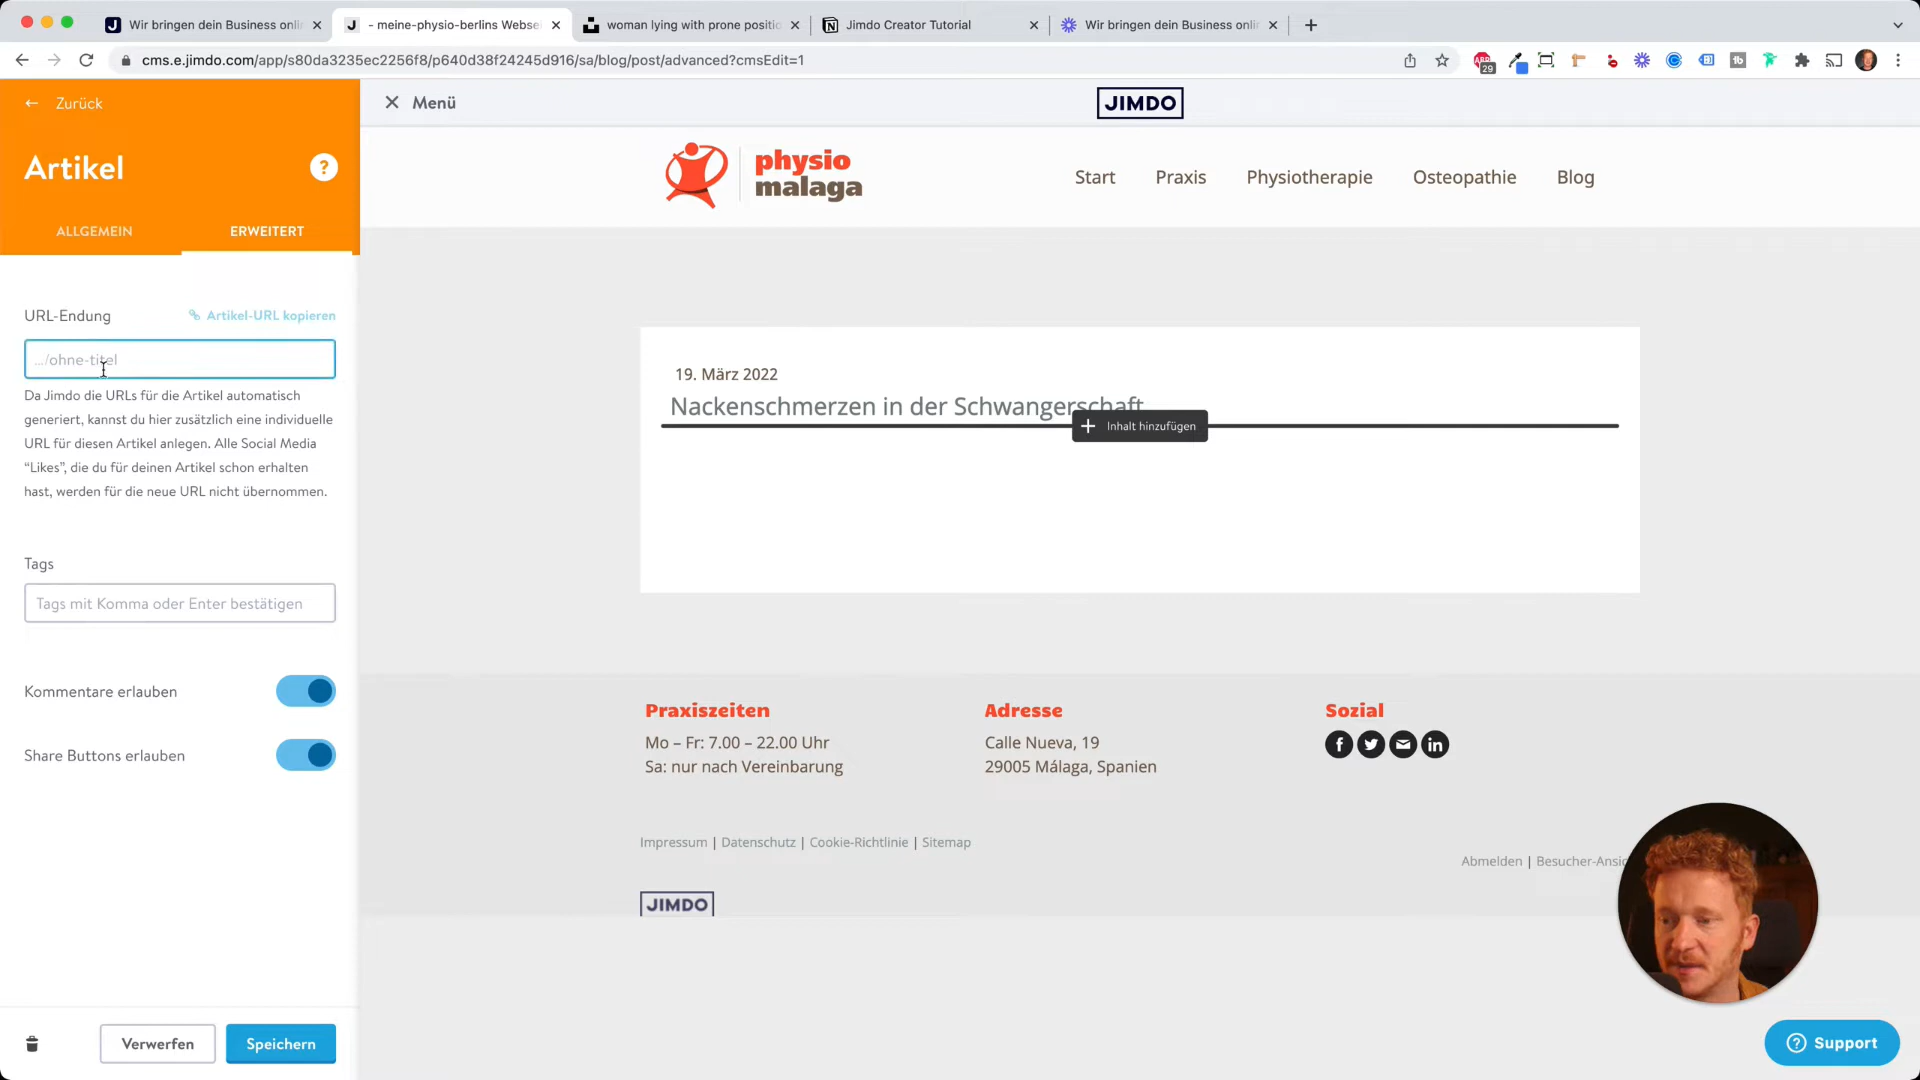 Wir bringen dein Business onlin
- meine-physio-berlins Webse
woman lying with prone positio
Jimdo Creator Tutorial
Wir bringen dein Business onlin
cms.e.jimdo.com/app/s80da3235ec2256f8/p640d38f24245d916/sa/blog/post/advanced?cmsEdit=1
29
Zurück
Artikel
?
ALLGEMEIN
ERWEITERT
URL-Endung
Artikel-URL kopieren
.../ohne-titel
Da Jimdo die URLs für die Artikel automatisch
generiert, kannst du hier zusätzlich eine individuelle
URL für diesen Artikel anlegen. Alle Social Media
“Likes”, die du für deinen Artikel schon erhalten
hast, werden für die neue URL nicht übernommen.
Tags
Tags mit Komma oder Enter bestätigen
Kommentare erlauben
Share Buttons erlauben
Verwerfen
Speichern
Menü
JIMDO
physio
malaga
Start
Praxis
Physiotherapie
Osteopathie
Blog
19. März 2022
Nackenschmerzen in der Schwangerschaft
Inhalt hinzufügen
Praxiszeiten
Mo – Fr: 7.00 – 22.00 Uhr
Sa: nur nach Vereinbarung
Adresse
Calle Nueva, 19
29005 Málaga, Spanien
Sozial
Impressum | Datenschutz | Cookie-Richtlinie | Sitemap
Abmelden | Besucher-Ansic
JIMDO
Support